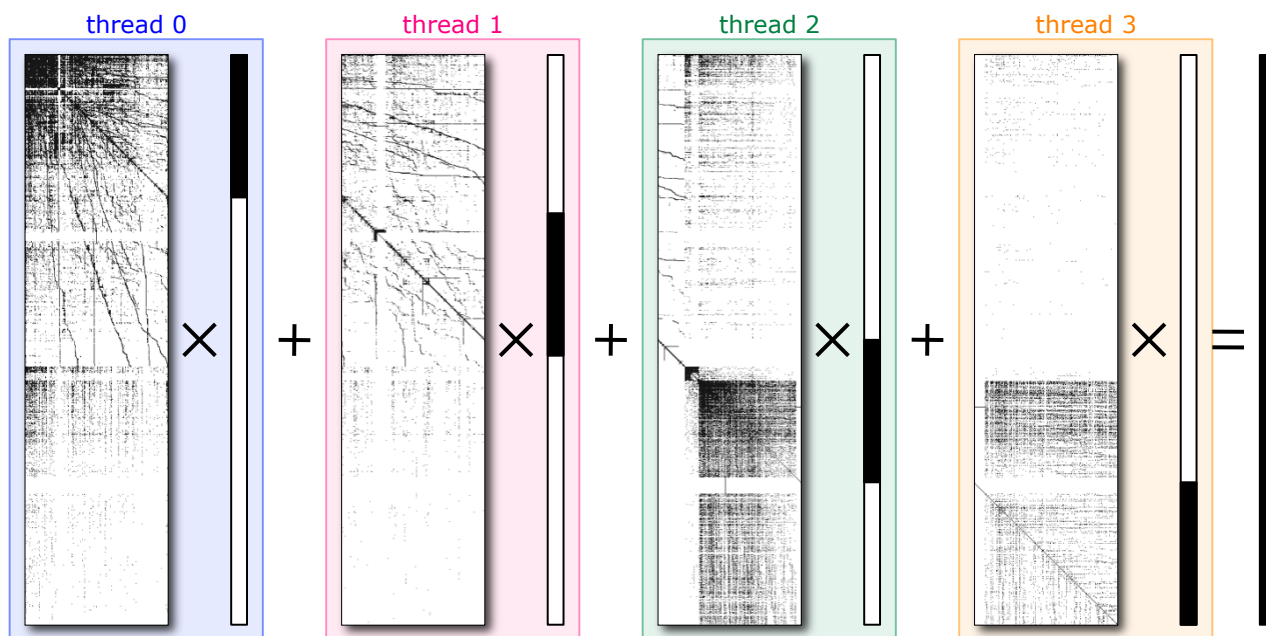 thread 0
thread 1
thread 2
thread 3
× + × + × + × =